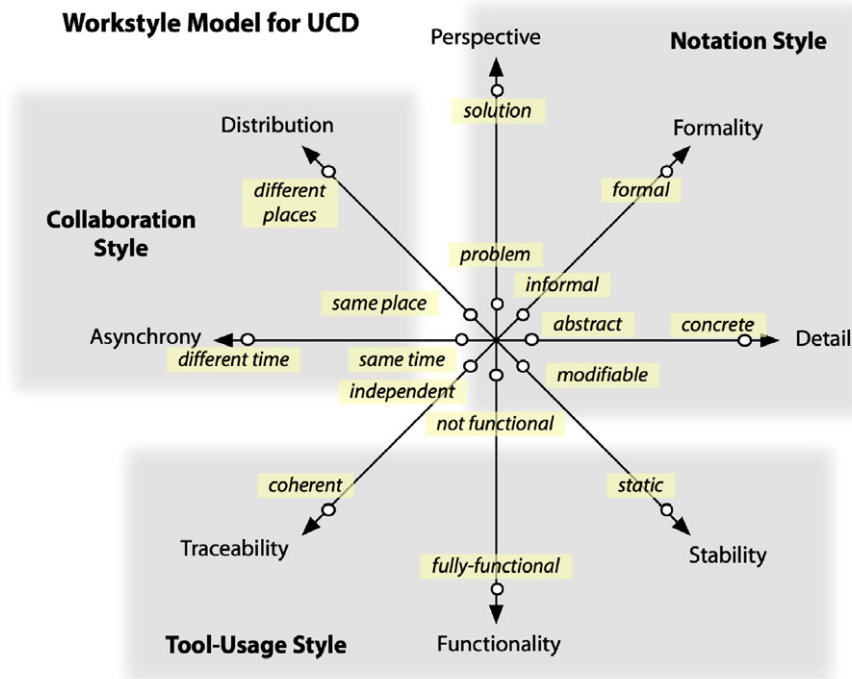 Workstyle Model for UCD
Perspective
Notation Style
solution
Distribution
Formality
different
places
formal
Collaboration
Style
problem
informal
same place
abstract
concrete
Asynchrony
Detail
different time
same time
modifiable
independent
not functional
coherent
static
Traceability
Stability
fully-functional
Tool-Usage Style
Functionality